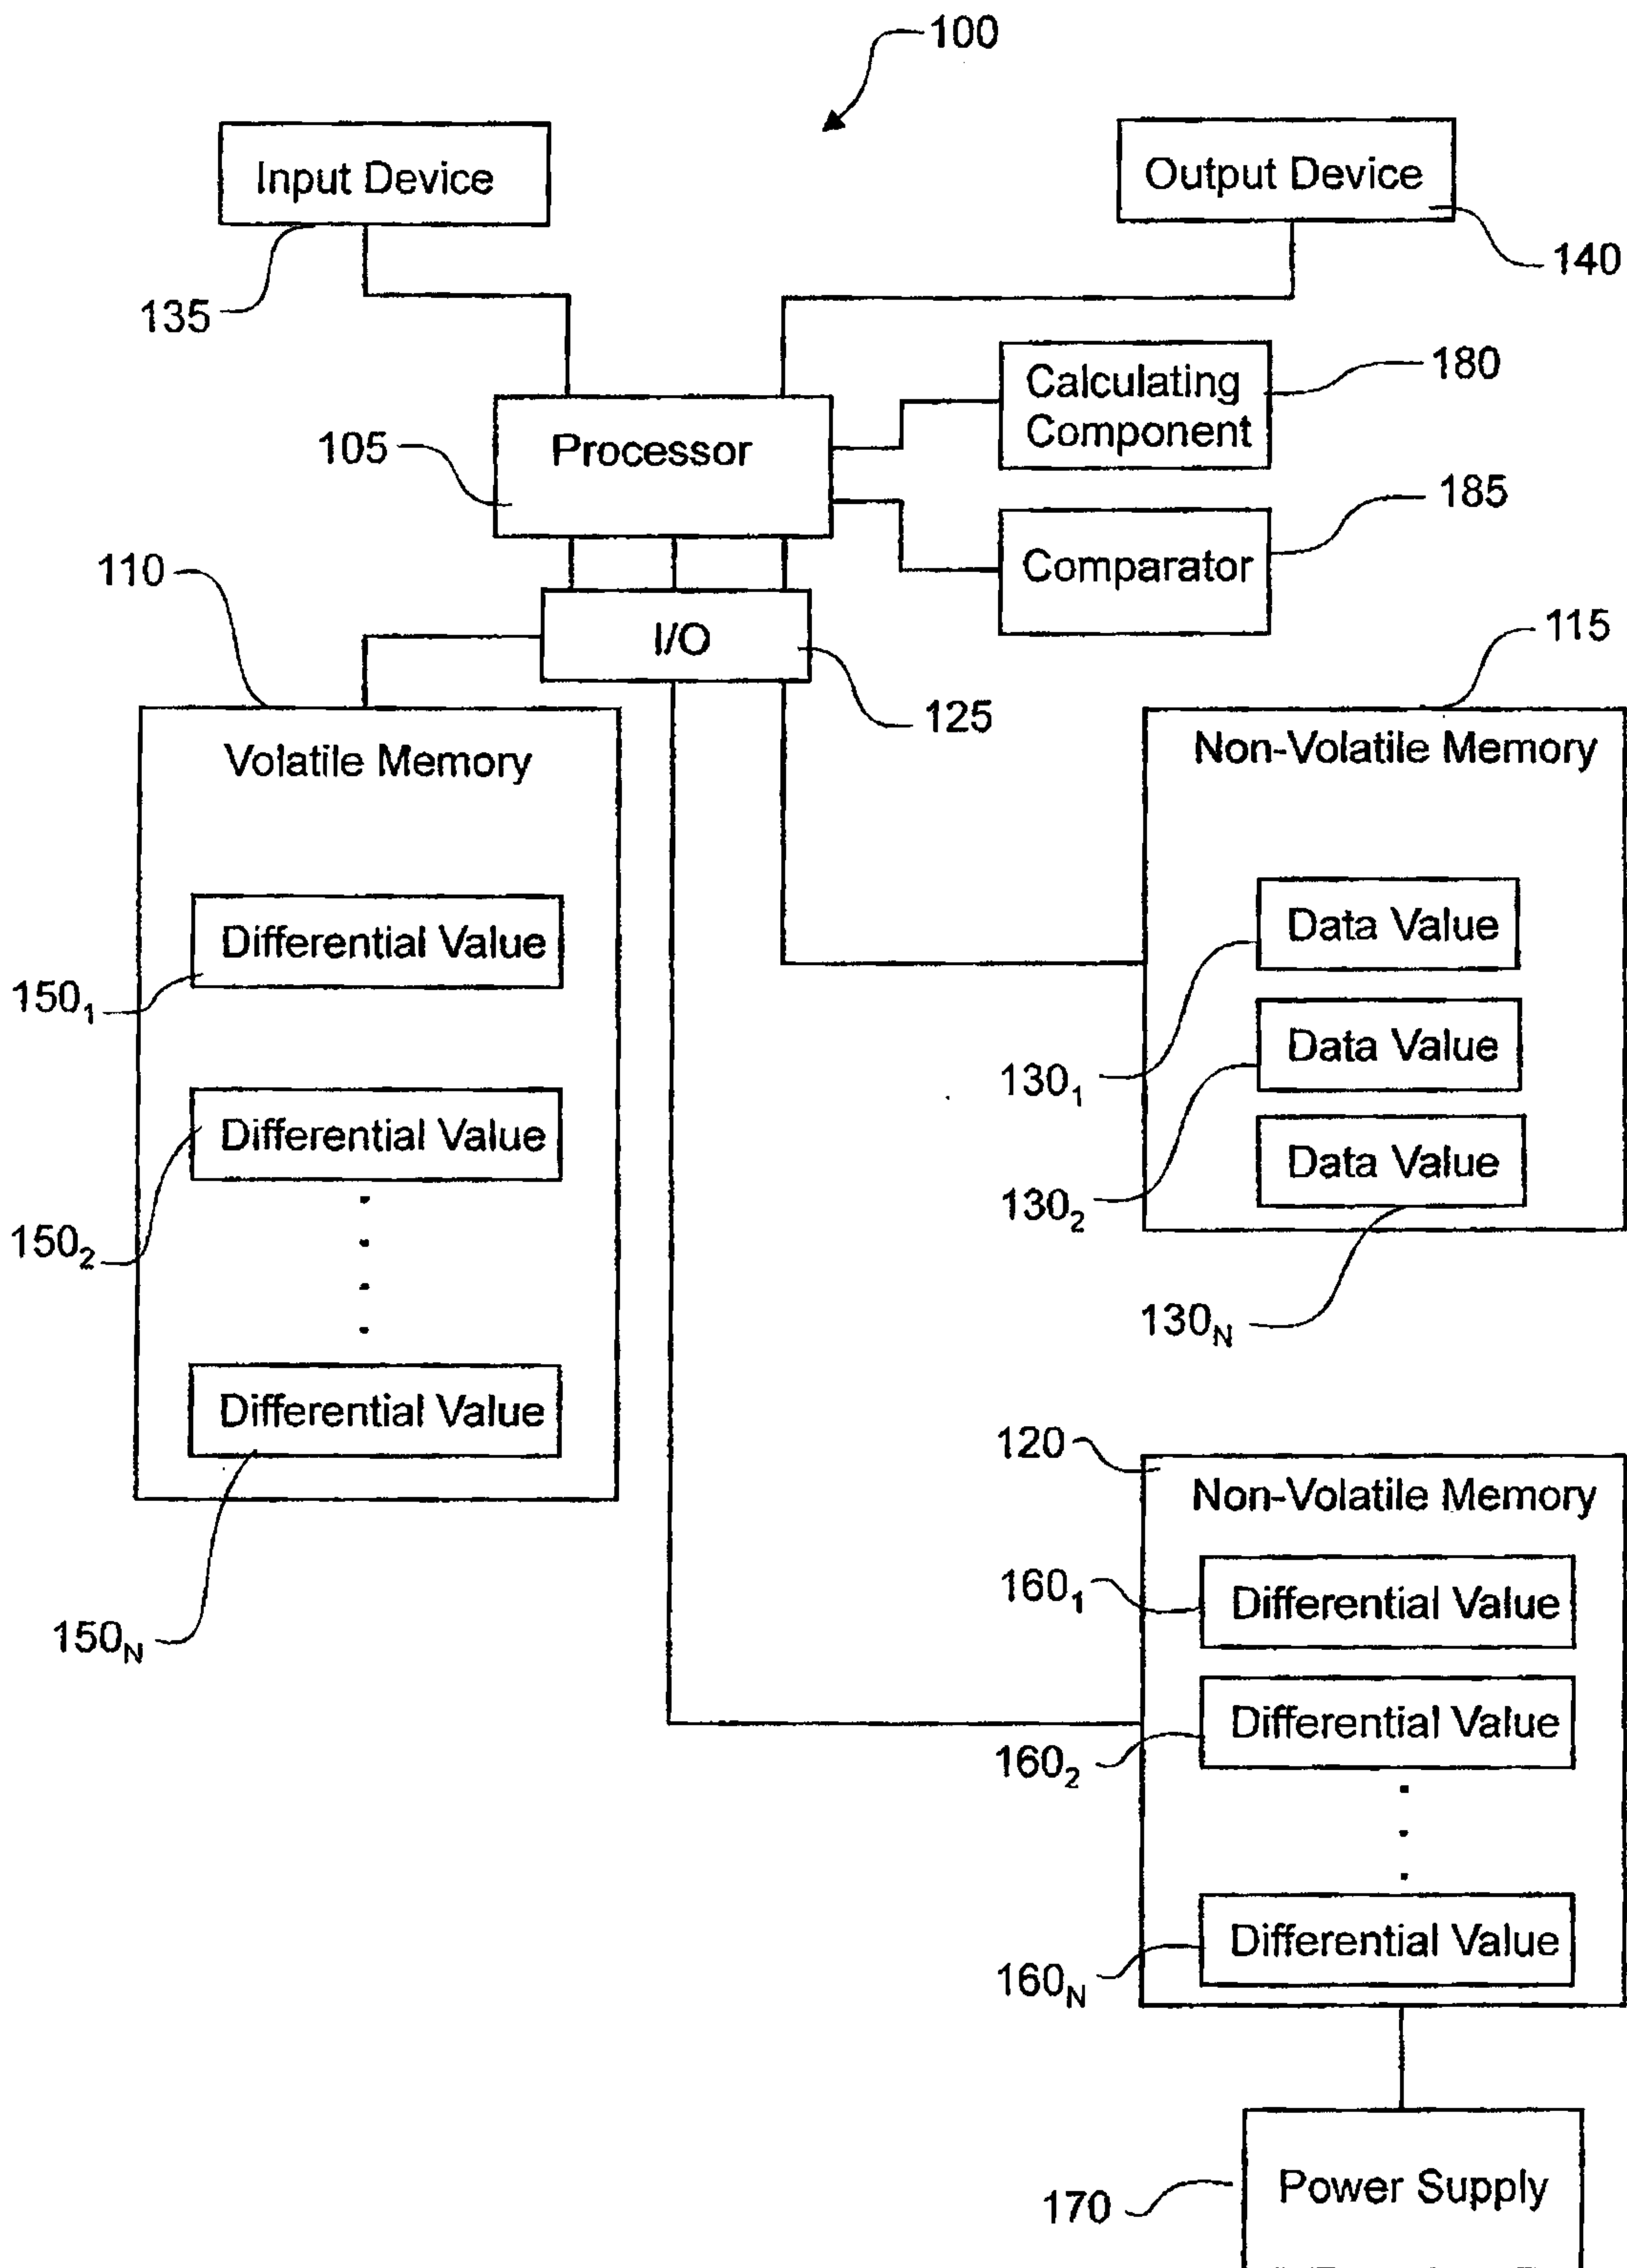 100
Input Device
Output Device
135
140
Calculating
Component
180
105
Processor
185
Comparator
110
I/O
115
125
Volatile Memory
Non-Volatile Memory
Differential Value
Data Value
150₁
Data Value
130₁
Differential Value
Data Value
130₂
150₂
130N
Differential Value
120
Non-Volatile Memory
160₁
Differential Value
150N
Differential Value
160₂
Differential Value
160N
170
Power Supply